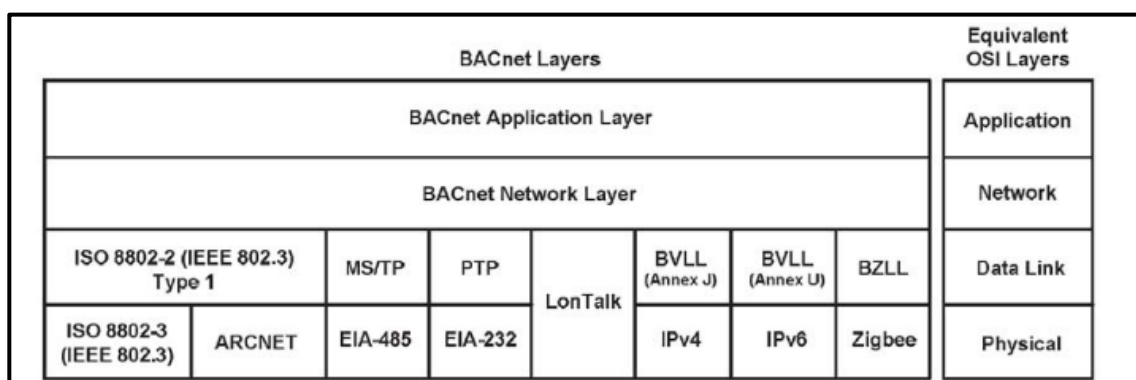 BACnet Layers
Equivalent
OSI Layers
BACnet Application Layer
Application
BACnet Network Layer
Network
ISO 8802-2 (IEEE 802.3)
Type 1
MS/TP
PTP
LonTalk
BVLL
(Annex J)
BVLL
(Annex U)
BZLL
Data Link
ISO 8802-3
(IEEE 802.3)
ARCNET
EIA-485
EIA-232
IPv4
IPv6
Zigbee
Physical